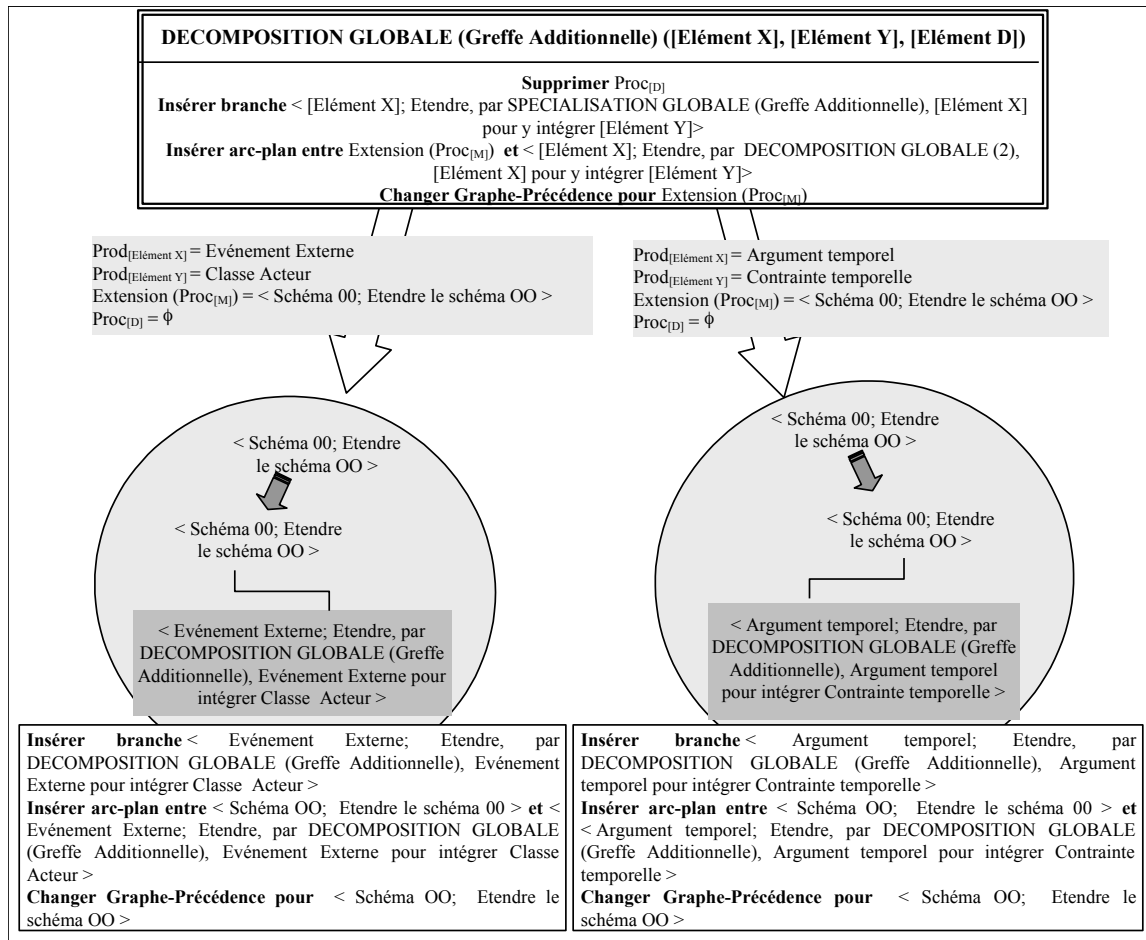 DECOMPOSITION GLOBALE (Greffe Additionnelle) ([Elément X], [Elément Y], [Elément D])
Supprimer Proc[D]
Insérer branche < [Elément X]; Etendre, par SPECIALISATION GLOBALE (Greffe Additionnelle), [Elément X]
pour y intégrer [Elément Y]>
Insérer arc-plan entre Extension (Proc[M]) et < [Elément X]; Etendre, par DECOMPOSITION GLOBALE (2),
[Elément X] pour y intégrer [Elément Y]>
Changer Graphe-Précédence pour Extension (Proc[M])
Prod[Elément X] = Evénement Externe
Prod[Elément Y] = Classe Acteur
Extension (Proc[M]) = < Schéma 00; Etendre le schéma OO >
Proc[D] = ϕ
Prod[Elément X] = Argument temporel
Prod[Elément Y] = Contrainte temporelle
Extension (Proc[M]) = < Schéma 00; Etendre le schéma OO >
Proc[D] = ϕ
< Schéma 00; Etendre
le schéma OO >
< Schéma 00; Etendre
le schéma OO >
< Evénement Externe; Etendre, par
DECOMPOSITION GLOBALE (Greffe
Additionnelle), Evénement Externe pour
intégrer Classe Acteur >
< Schéma 00; Etendre
le schéma OO >
< Schéma 00; Etendre
le schéma OO >
< Argument temporel; Etendre, par
DECOMPOSITION GLOBALE (Greffe
Additionnelle), Argument temporel
pour intégrer Contrainte temporelle >
Insérer branche < Evénement Externe; Etendre, par
DECOMPOSITION GLOBALE (Greffe Additionnelle), Evénement
Externe pour intégrer Classe Acteur >
Insérer arc-plan entre < Schéma OO; Etendre le schéma 00 > et <
Evénement Externe; Etendre, par DECOMPOSITION GLOBALE
(Greffe Additionnelle), Evénement Externe pour intégrer Classe
Acteur >
Changer Graphe-Précédence pour < Schéma OO; Etendre le
schéma OO >
Insérer branche < Argument temporel; Etendre, par
DECOMPOSITION GLOBALE (Greffe Additionnelle), Argument
temporel pour intégrer Contrainte temporelle >
Insérer arc-plan entre < Schéma OO; Etendre le schéma 00 > et
< Argument temporel; Etendre, par DECOMPOSITION GLOBALE
(Greffe Additionnelle), Argument temporel pour intégrer Contrainte
temporelle >
Changer Graphe-Précédence pour < Schéma OO; Etendre le
schéma OO >